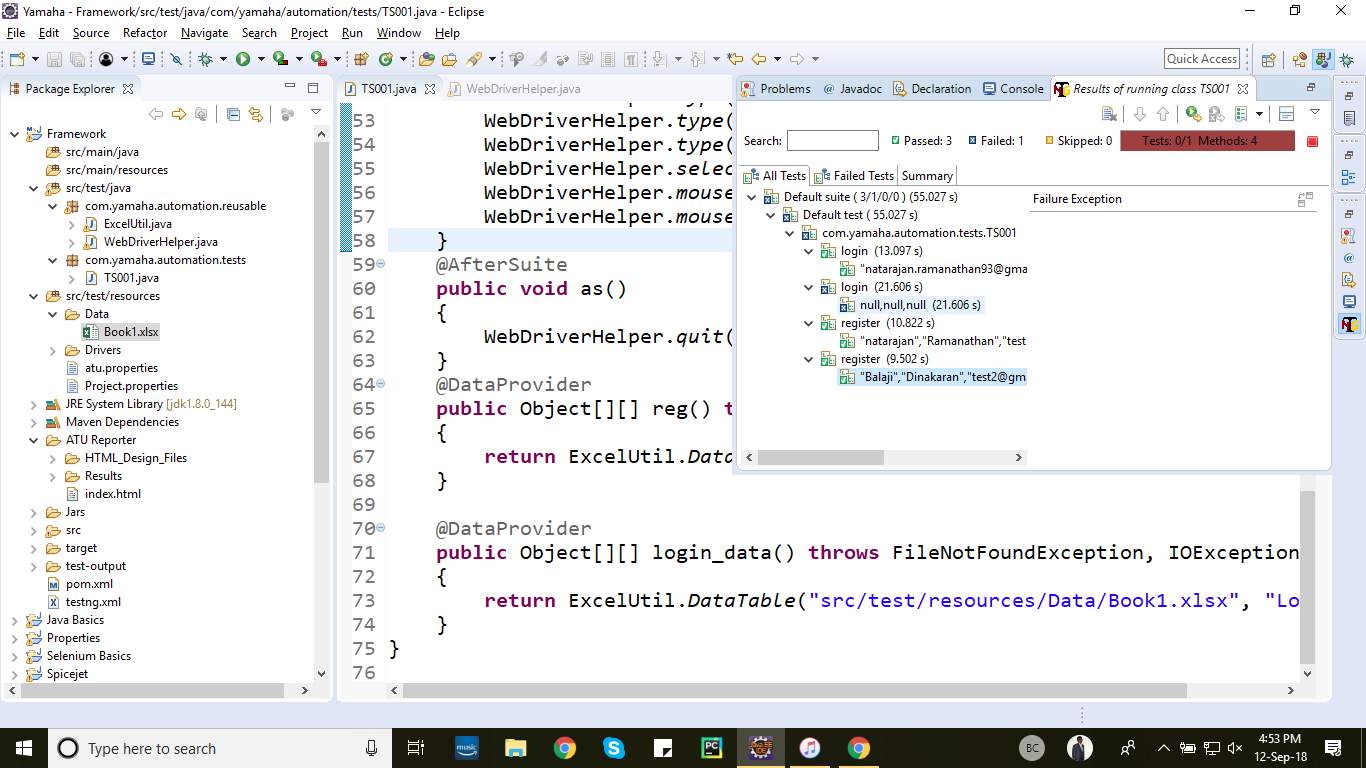 Yamaha - Framework/src/test/java/com/yamaha/automation/tests/TS001.java - Eclipse
File Edit Source Refactor Navigate Search Project Run Window Help
Quick Access
Package Explorer
Framework
src/main/java
src/main/resources
src/test/java
com.yamaha.automation.reusable
ExcelUtil.java
WebDriverHelper.java
com.yamaha.automation.tests
TS001.java
src/test/resources
Data
Book1.xlsx
Drivers
atu.properties
Project.properties
JRE System Library [jdk1.8.0_144]
Maven Dependencies
ATU Reporter
HTML_Design_Files
Results
index.html
Jars
src
target
test-output
pom.xml
testng.xml
Java Basics
Properties
Selenium Basics
Spicejet
TS001.java WebDriverHelper.java
53 WebDriverHelper.type(
54 WebDriverHelper.type(
55 WebDriverHelper.selec
56 WebDriverHelper.mouse
57 WebDriverHelper.mouse
58 }
59 @AfterSuite
60 public void as()
61 {
62 WebDriverHelper.quit(
63 }
64 @DataProvider
65 public Object[][] reg() t
66 {
67 return ExcelUtil.Data
68 }
69
70 @DataProvider
71 public Object[][] login_data() throws FileNotFoundException, IOException
72 {
73 return ExcelUtil.DataTable("src/test/resources/Data/Book1.xlsx", "Lo
74 }
75 }
76
Problems @ Javadoc Declaration Console Results of running class TS001
Search: Passed: 3 Failed: 1 Skipped: 0 Tests: 0/1 Methods: 4
All Tests Failed Tests Summary
Default suite ( 3/1/0/0 ) (55.027 s)
Default test ( 55.027 s)
com.yamaha.automation.tests.TS001
login (13.097 s)
"natarajan.ramanathan93@gma
login (21.606 s)
null,null,null (21.606 s)
register (10.822 s)
"natarajan","Ramanathan","test
register (9.502 s)
"Balaji","Dinakaran","test2@gma
Failure Exception
Type here to search
music
PC
Java EE
IDE
BC
4:53 PM
12-Sep-18